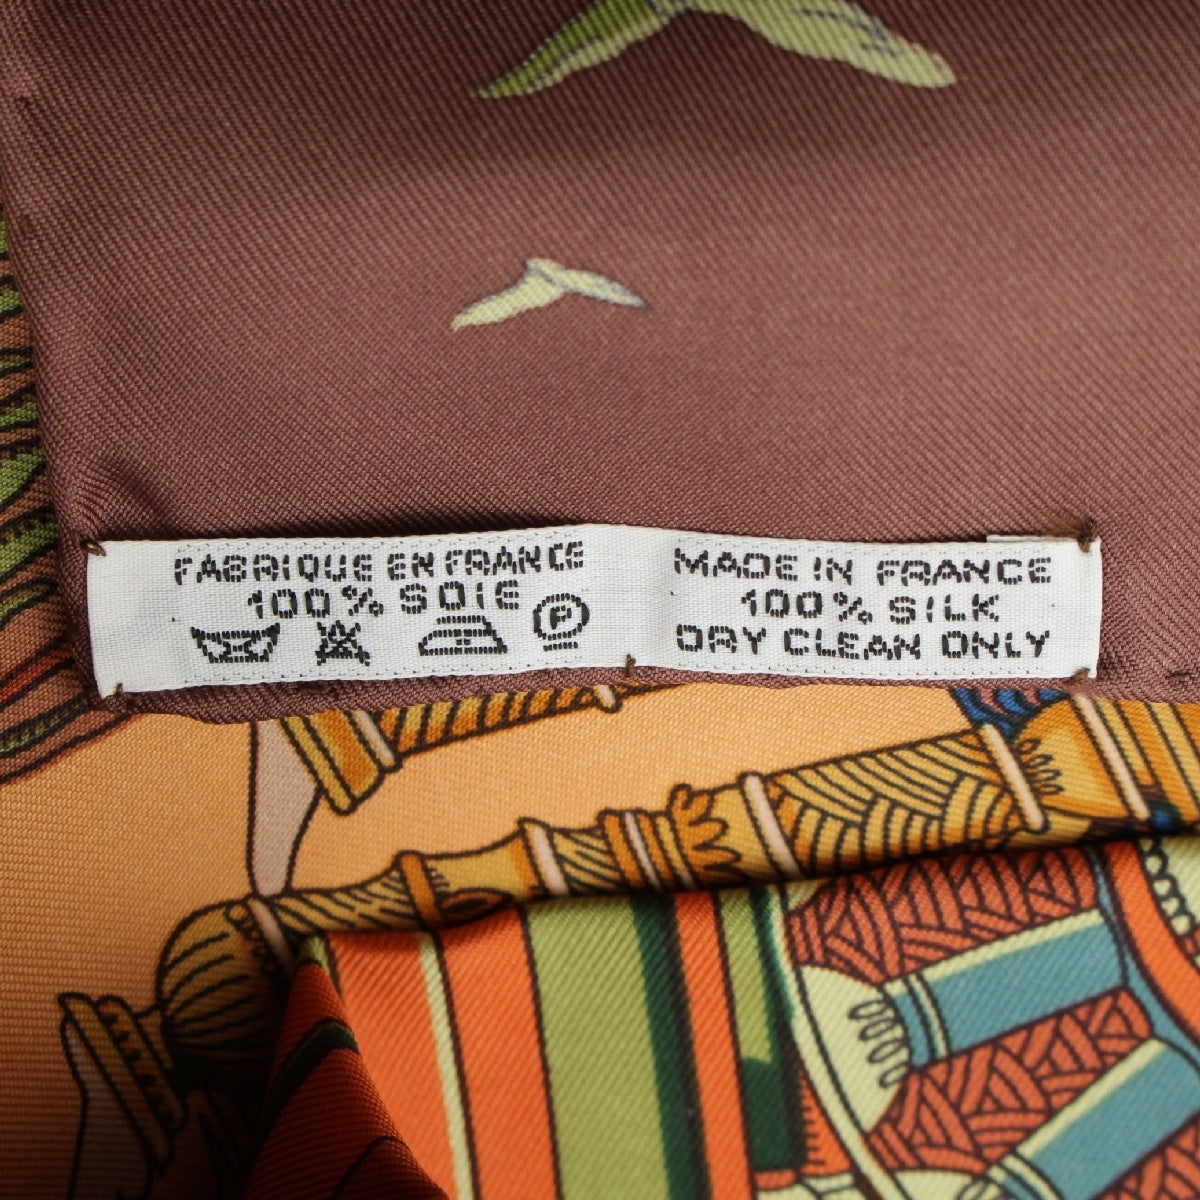 FABRIQUE EN FRANCE
100% SOIE
P
MADE IN FRANCE
100% SILK
DRY CLEAN ONLY